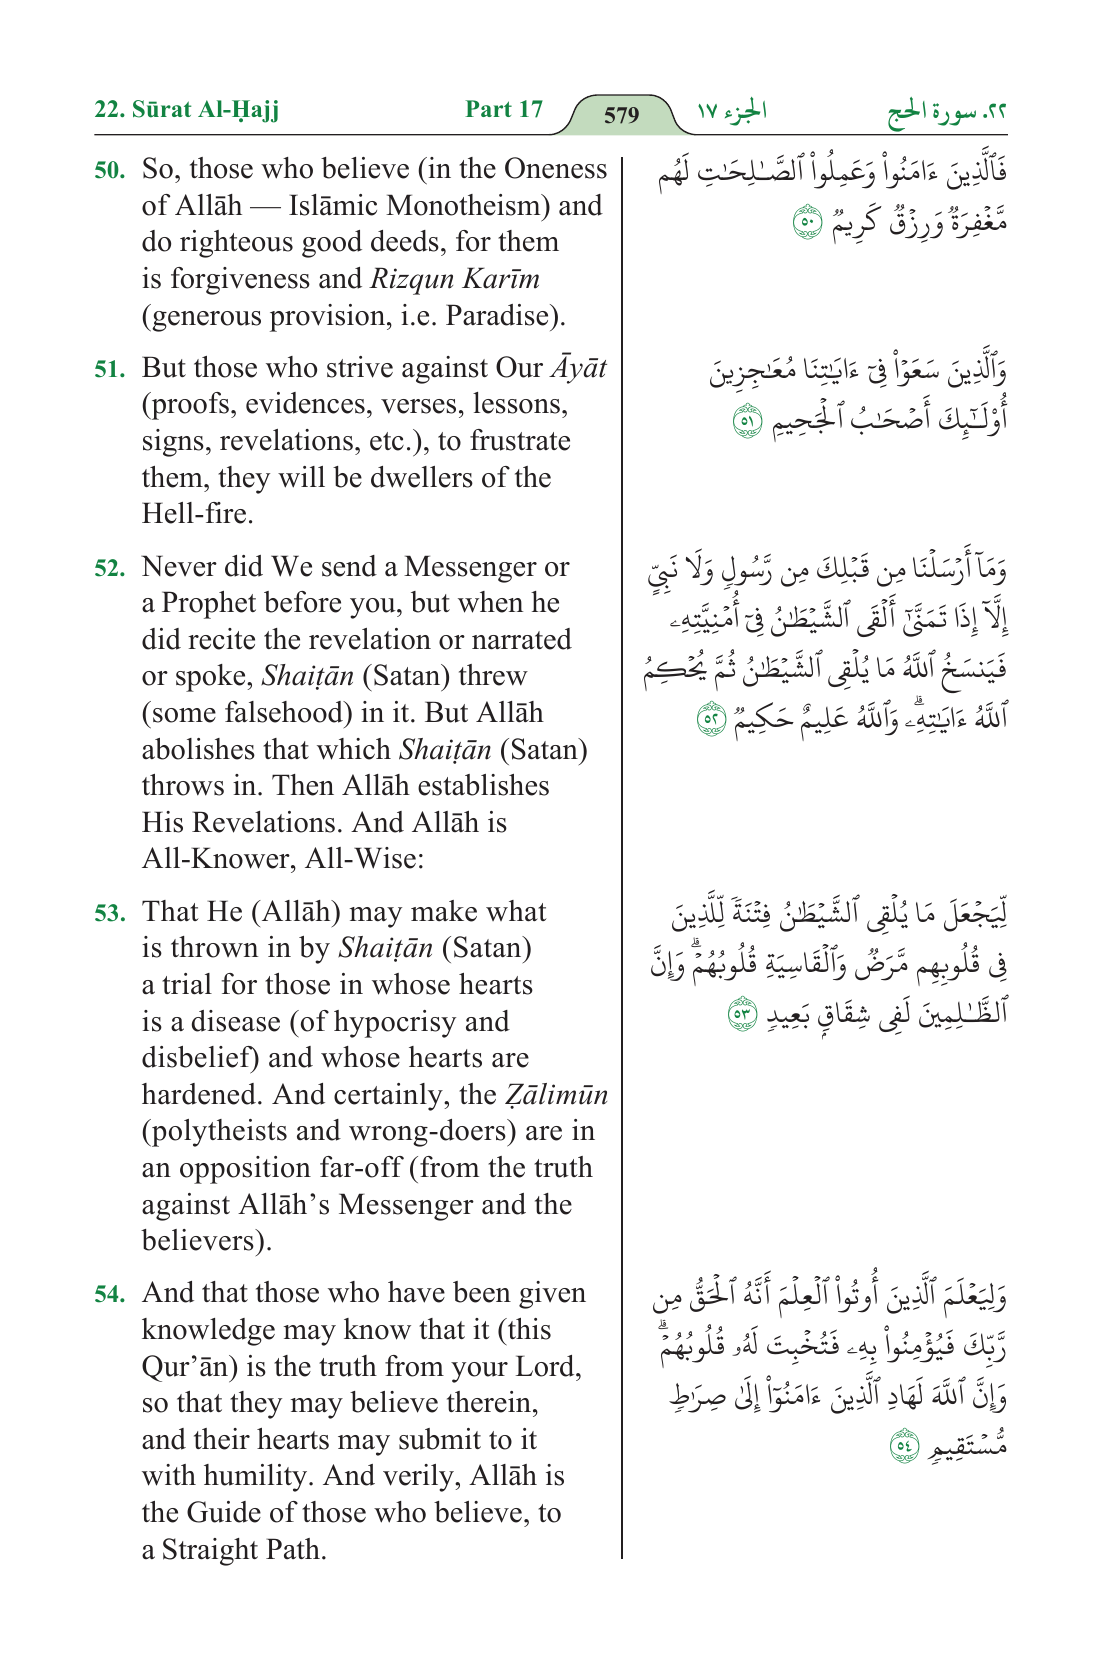 22. Sūrat Al-Ḥajj
Part 17
579
الجزء ١٧
٢٢. سورة الحج
50. So, those who believe (in the Oneness
of Allāh — Islāmic Monotheism) and
do righteous good deeds, for them
is forgiveness and Rizqun Karīm
(generous provision, i.e. Paradise).
فَٱلَّذِينَ ءَامَنُواْ وَعَمِلُواْ ٱلصَّـٰلِحَـٰتِ لَهُم
مَّغۡفِرَةٞ وَرِزۡقٞ كَرِيمٞ ٥٠
51. But those who strive against Our Āyāt
(proofs, evidences, verses, lessons,
signs, revelations, etc.), to frustrate
them, they will be dwellers of the
Hell-fire.
وَٱلَّذِينَ سَعَوۡاْ فِيٓ ءَايَٰتِنَا مُعَٰجِزِينَ
أُوْلَـٰٓئِكَ أَصۡحَٰبُ ٱلۡجَحِيمِ ٥١
52. Never did We send a Messenger or
a Prophet before you, but when he
did recite the revelation or narrated
or spoke, Shaiṭān (Satan) threw
(some falsehood) in it. But Allāh
abolishes that which Shaiṭān (Satan)
throws in. Then Allāh establishes
His Revelations. And Allāh is
All-Knower, All-Wise:
وَمَآ أَرۡسَلۡنَا مِن قَبۡلِكَ مِن رَّسُولٖ وَلَا نَبِيٍّ
إِلَّآ إِذَا تَمَنَّىٰٓ أَلۡقَى ٱلشَّيۡطَٰنُ فِيٓ أُمۡنِيَّتِهِۦ
فَيَنسَخُ ٱللَّهُ مَا يُلۡقِي ٱلشَّيۡطَٰنُ ثُمَّ يُحۡكِمُ
ٱللَّهُ ءَايَٰتِهِۦۗ وَٱللَّهُ عَلِيمٌ حَكِيمٞ ٥٢
53. That He (Allāh) may make what
is thrown in by Shaiṭān (Satan)
a trial for those in whose hearts
is a disease (of hypocrisy and
disbelief) and whose hearts are
hardened. And certainly, the Ẓālimūn
(polytheists and wrong-doers) are in
an opposition far-off (from the truth
against Allāh’s Messenger and the
believers).
لِّيَجۡعَلَ مَا يُلۡقِي ٱلشَّيۡطَٰنُ فِتۡنَةٗ لِّلَّذِينَ
فِي قُلُوبِهِم مَّرَضٞ وَٱلۡقَاسِيَةِ قُلُوبُهُمۡۗ وَإِنَّ
ٱلظَّـٰلِمِينَ لَفِي شِقَاقِۭ بَعِيدٖ ٥٣
54. And that those who have been given
knowledge may know that it (this
Qur’ān) is the truth from your Lord,
so that they may believe therein,
and their hearts may submit to it
with humility. And verily, Allāh is
the Guide of those who believe, to
a Straight Path.
وَلِيَعۡلَمَ ٱلَّذِينَ أُوتُواْ ٱلۡعِلۡمَ أَنَّهُ ٱلۡحَقُّ مِن
رَّبِّكَ فَيُؤۡمِنُواْ بِهِۦ فَتُخۡبِتَ لَهُۥ قُلُوبُهُمۡۗ
وَإِنَّ ٱللَّهَ لَهَادِ ٱلَّذِينَ ءَامَنُوٓاْ إِلَىٰ صِرَٰطٖ
مُّسۡتَقِيمٖ ٥٤